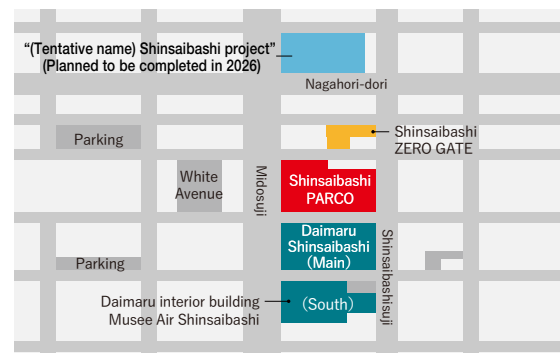 “(Tentative name) Shinsaibashi project”
(Planned to be completed in 2026)
Nagahori-dori
Shinsaibashi
ZERO GATE
Parking
White
Avenue
Midosuji
Shinsaibashi
PARCO
Daimaru
Shinsaibashi
(Main)
Shinsaibashisuji
Parking
Daimaru interior building
Musee Air Shinsaibashi
(South)